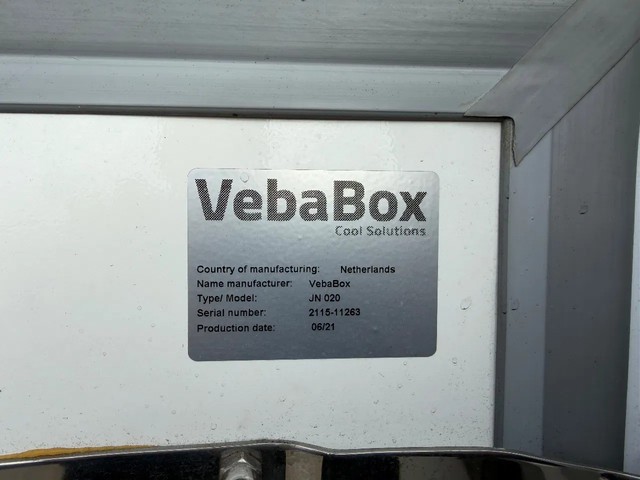 VebaBox
Cool Solutions
Country of manufacturing: Netherlands
Name manufacturer: VebaBox
Type/ Model: JN 020
Serial number: 2115-11263
Production date: 06/21